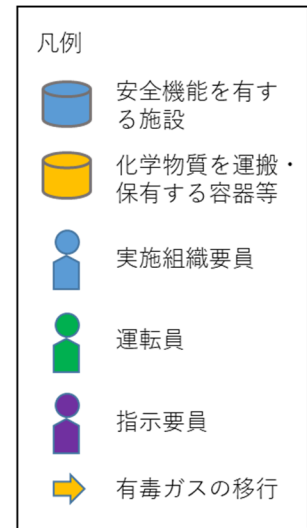 凡例
安全機能を有す
る施設
化学物質を運搬・
保有する容器等
実施組織要員
運転員
指示要員
有毒ガスの移行